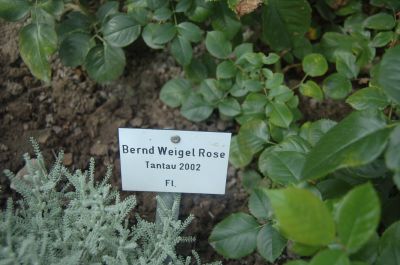 Bernd Weigel Rose
Tantau 2002
Fl.